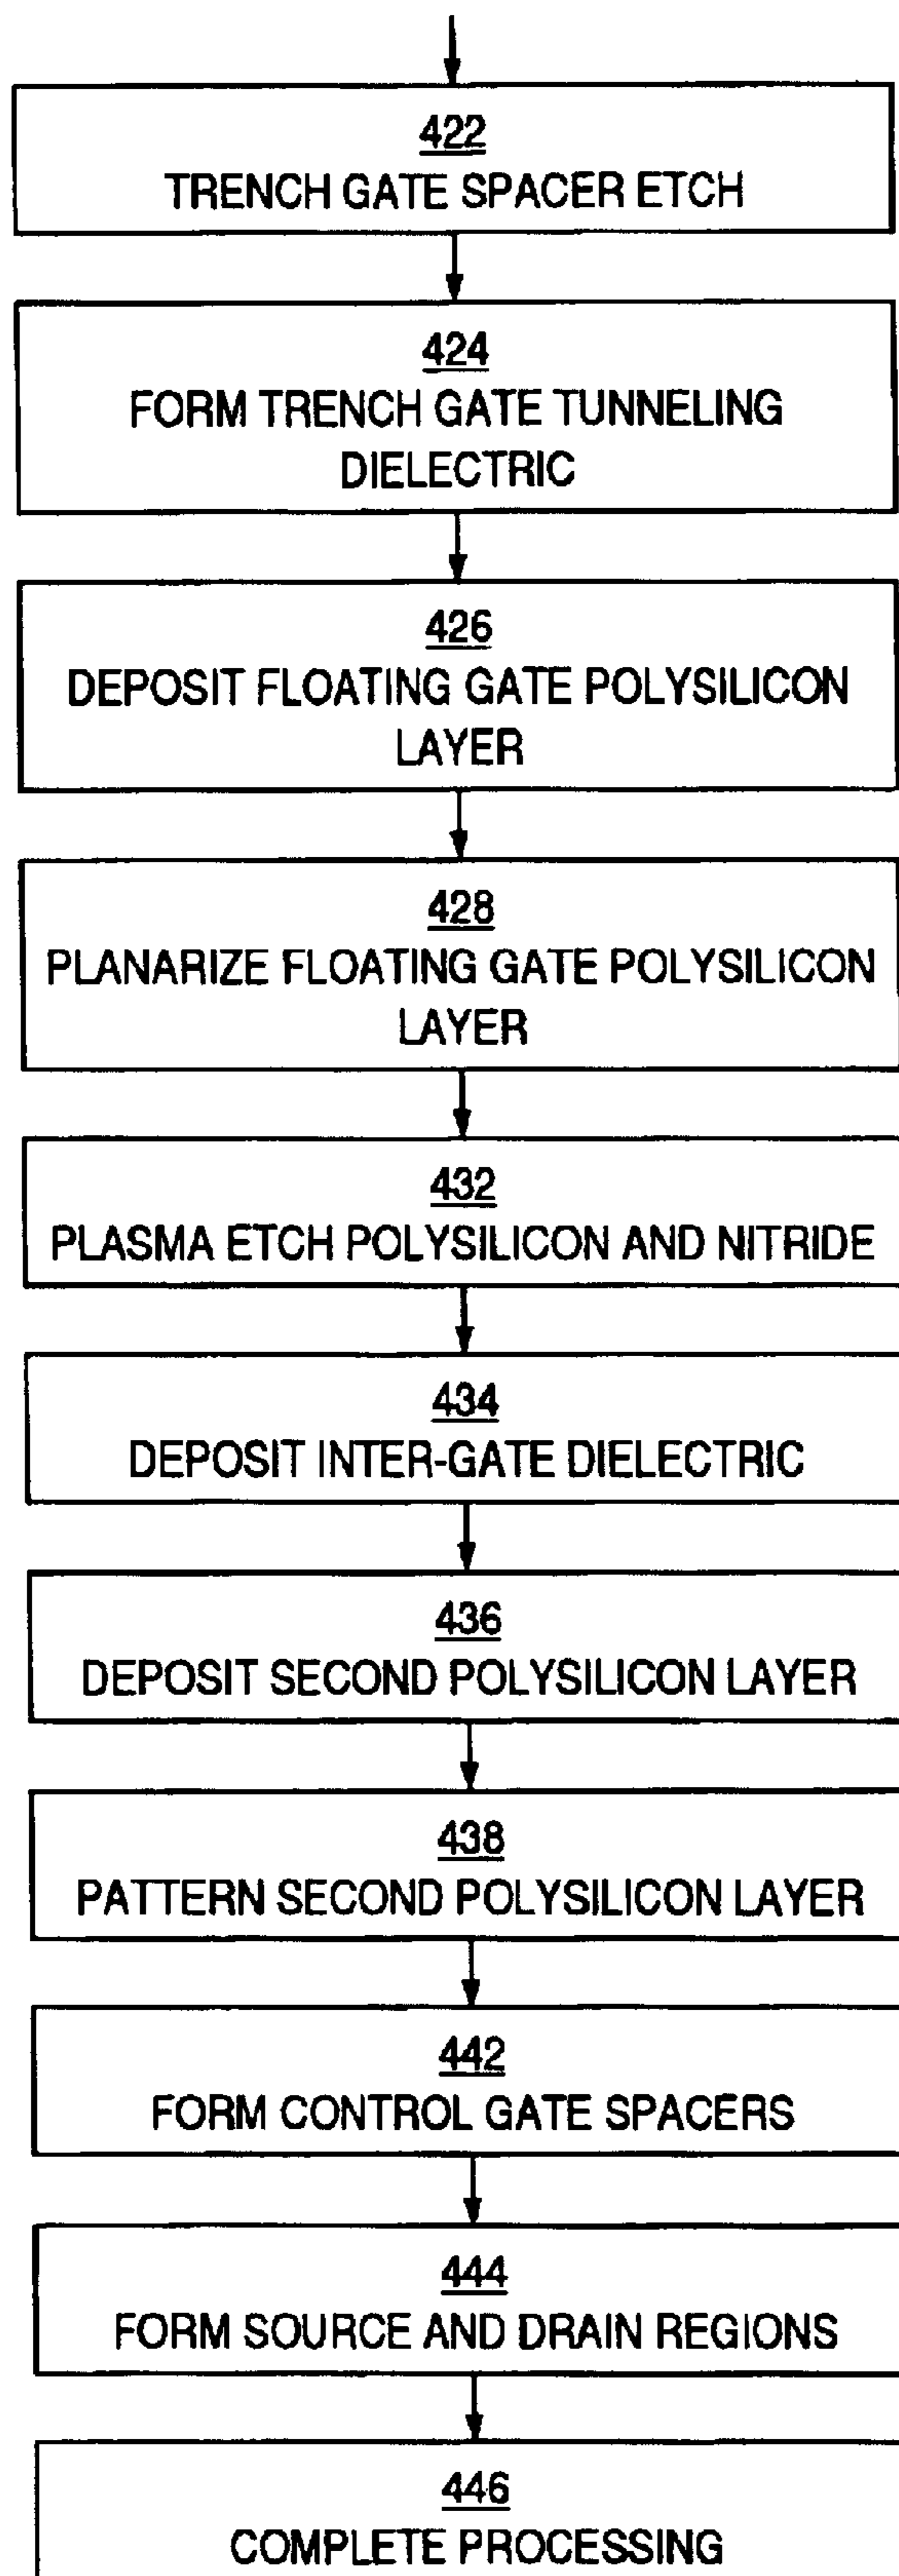 422
TRENCH GATE SPACER ETCH
424
FORM TRENCH GATE TUNNELING
DIELECTRIC
426
DEPOSIT FLOATING GATE POLYSILICON
LAYER
428
PLANARIZE FLOATING GATE POLYSILICON
LAYER
432
PLASMA ETCH POLYSILICON AND NITRIDE
434
DEPOSIT INTER-GATE DIELECTRIC
436
DEPOSIT SECOND POLYSILICON LAYER
438
PATTERN SECOND POLYSILICON LAYER
442
FORM CONTROL GATE SPACERS
444
FORM SOURCE AND DRAIN REGIONS
446
COMPLETE PROCESSING